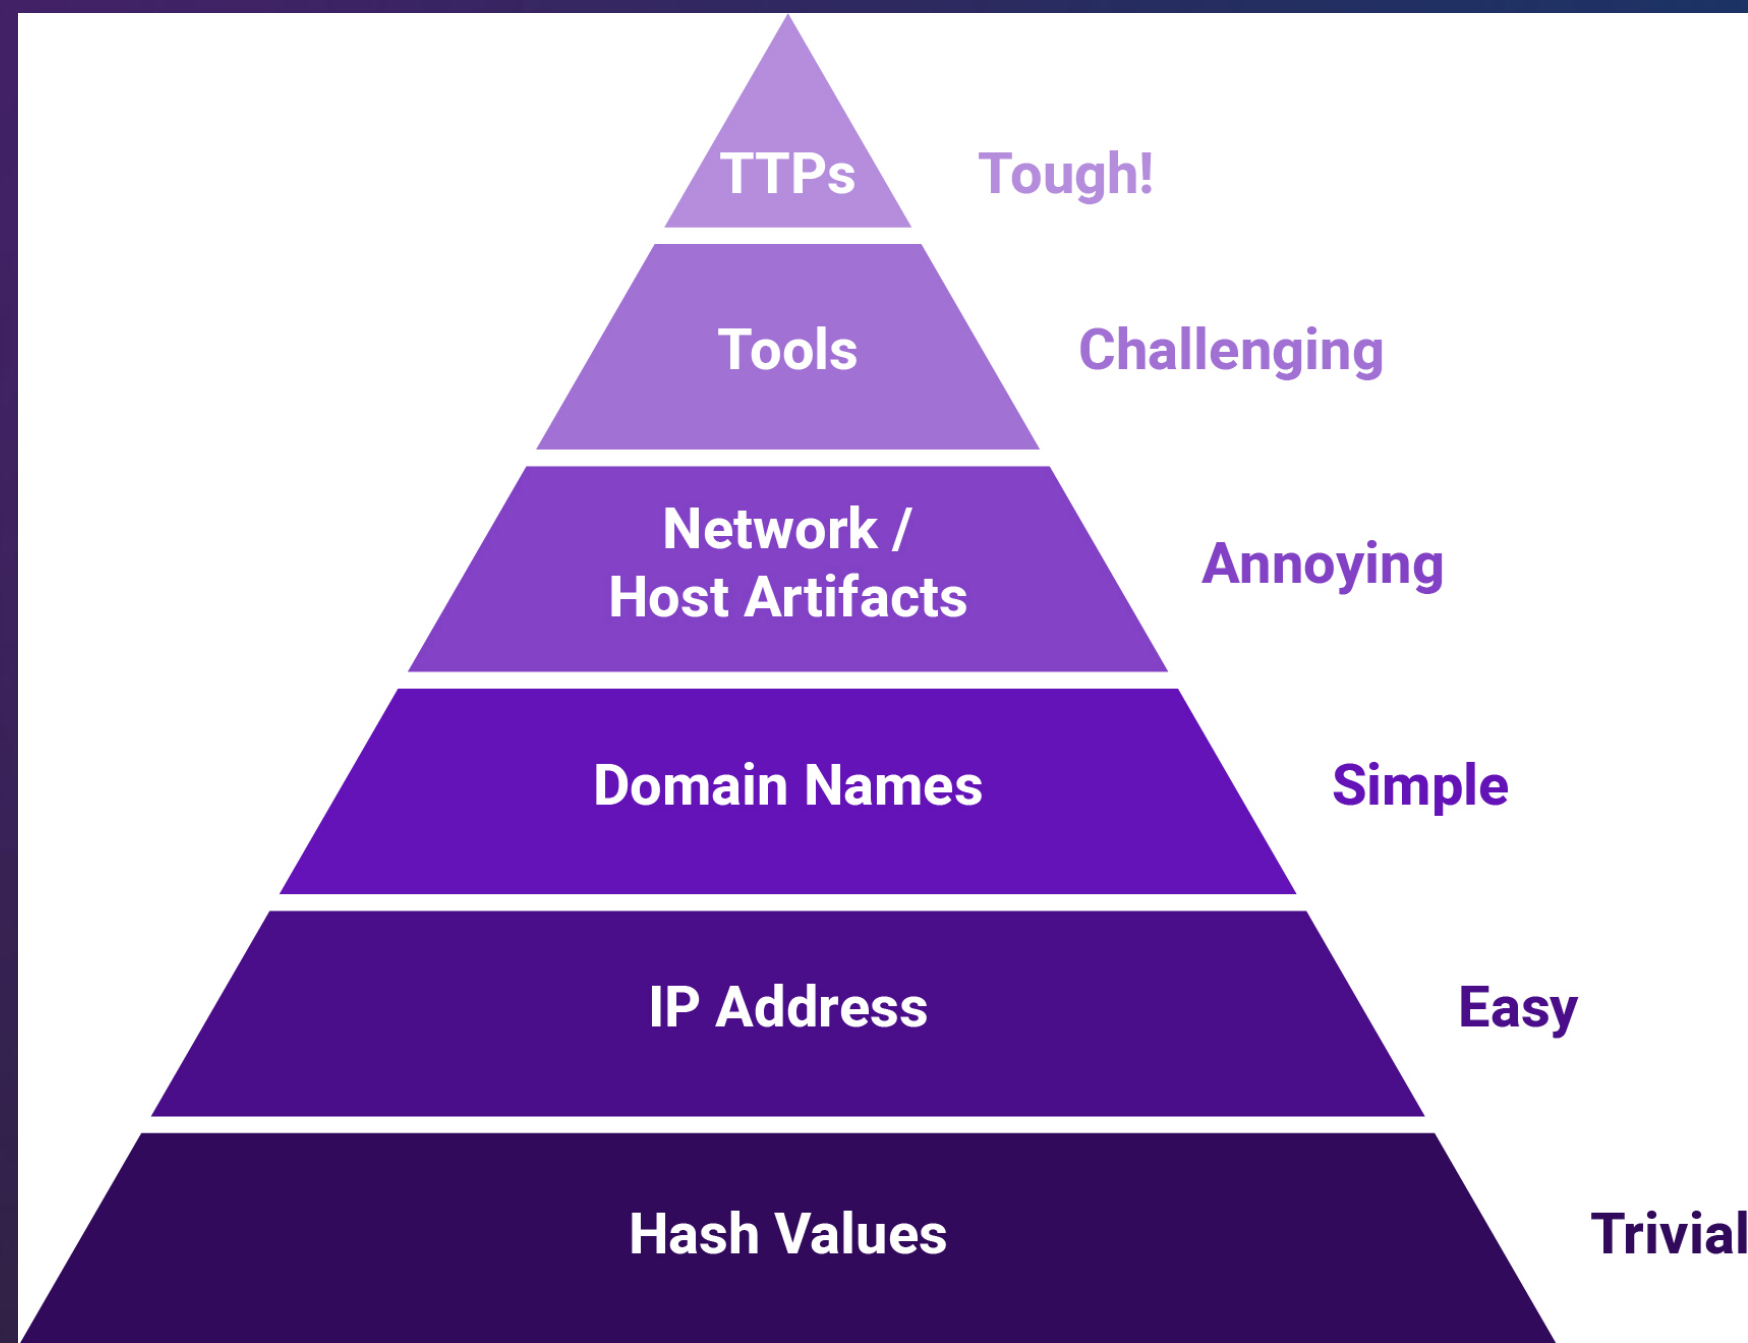 TTPs
Tough!
Tools
Challenging
Network /
Host Artifacts
Annoying
Domain Names
Simple
IP Address
Easy
Hash Values
Trivial